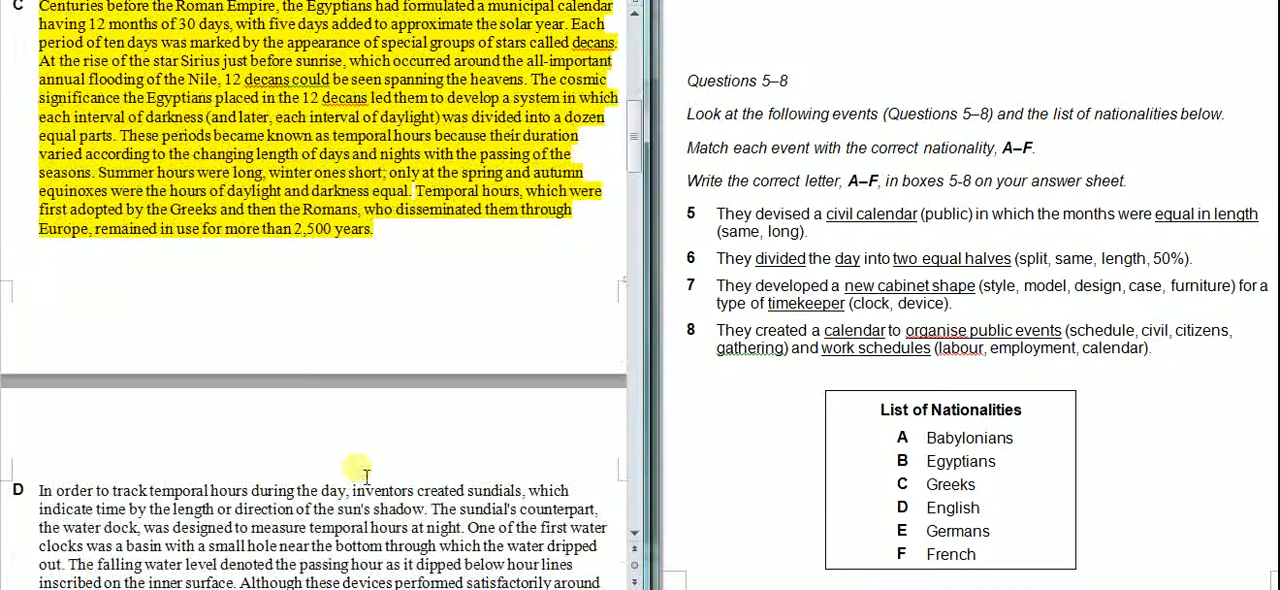 C Centuries before the Roman Empire, the Egyptians had formulated a municipal calendar
having 12 months of 30 days, with five days added to approximate the solar year. Each
period of ten days was marked by the appearance of special groups of stars called decans.
At the rise of the star Sirius just before sunrise, which occurred around the all-important
annual flooding of the Nile, 12 decans could be seen spanning the heavens. The cosmic
significance the Egyptians placed in the 12 decans led them to develop a system in which
each interval of darkness (and later, each interval of daylight) was divided into a dozen
equal parts. These periods became known as temporal hours because their duration
varied according to the changing length of days and nights with the passing of the
seasons. Summer hours were long, winter ones short; only at the spring and autumn
equinoxes were the hours of daylight and darkness equal. Temporal hours, which were
first adopted by the Greeks and then the Romans, who disseminated them through
Europe, remained in use for more than 2,500 years.
D In order to track temporal hours during the day, inventors created sundials, which
indicate time by the length or direction of the sun's shadow. The sundial's counterpart,
the water dock, was designed to measure temporal hours at night. One of the first water
clocks was a basin with a small hole near the bottom through which the water dripped
out. The falling water level denoted the passing hour as it dipped below hour lines
inscribed on the inner surface. Although these devices performed satisfactorily around
Questions 5–8
Look at the following events (Questions 5–8) and the list of nationalities below.
Match each event with the correct nationality, A–F.
Write the correct letter, A–F, in boxes 5-8 on your answer sheet.
5 They devised a civil calendar (public) in which the months were equal in length
(same, long).
6 They divided the day into two equal halves (split, same, length, 50%).
7 They developed a new cabinet shape (style, model, design, case, furniture) for a
type of timekeeper (clock, device).
8 They created a calendar to organise public events (schedule, civil, citizens,
gathering) and work schedules (labour, employment, calendar).
List of Nationalities
A Babylonians
B Egyptians
C Greeks
D English
E Germans
F French